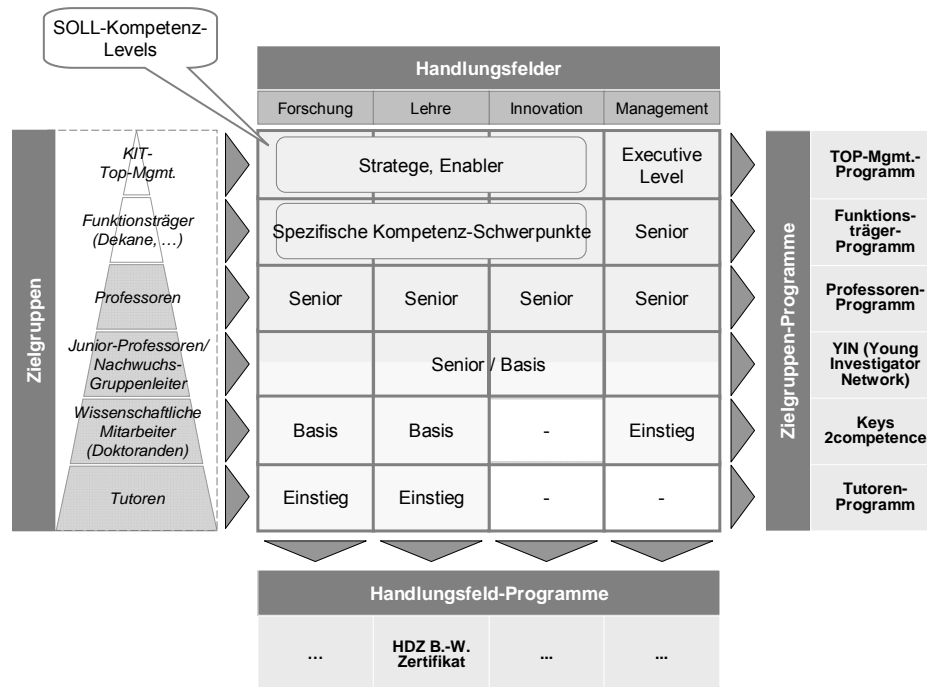 SOLL-Kompetenz-
Levels
Handlungsfelder
Forschung Lehre Innovation Management
Zielgruppen
KIT-
Top-Mgmt.
Stratege, Enabler
Executive
Level
TOP-Mgmt.-
Programm
Funktionsträger
(Dekane, ...)
Spezifische Kompetenz-Schwerpunkte
Senior
Funktions-
träger-
Programm
Professoren
Senior Senior Senior Senior
Professoren-
Programm
Junior-Professoren/
Nachwuchs-
Gruppenleiter
Senior / Basis
YIN (Young
Investigator
Network)
Wissenschaftliche
Mitarbeiter
(Doktoranden)
Basis Basis - Einstieg
Keys
2competence
Tutoren
Einstieg Einstieg - -
Tutoren-
Programm
Zielgruppen-Programme
Handlungsfeld-Programme
... HDZ B.-W. ... ...
Zertifikat